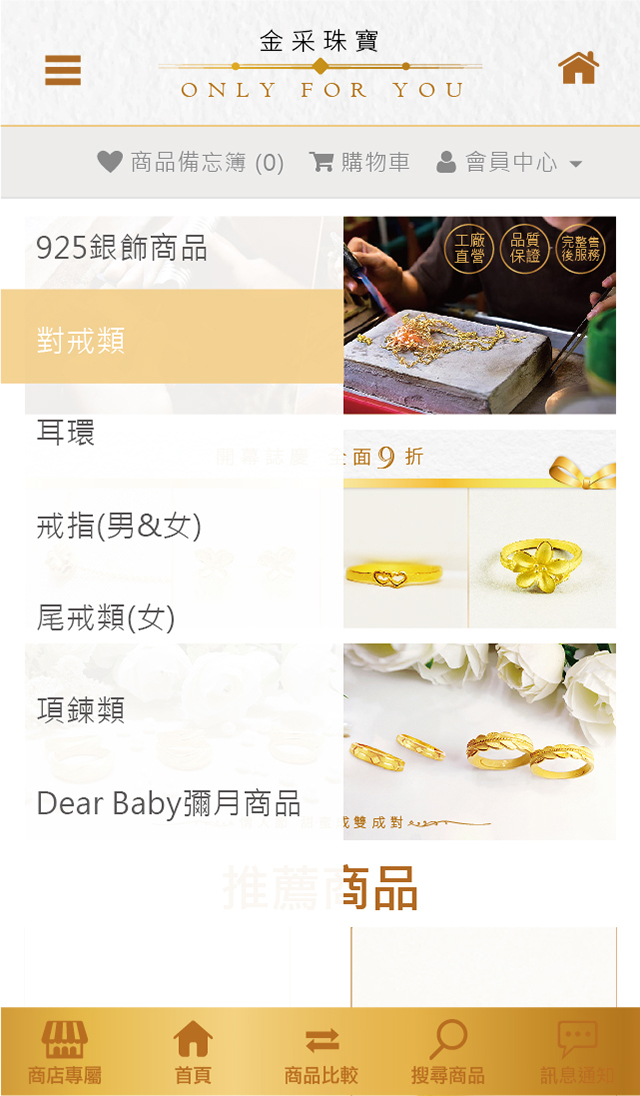 金采珠寶
ONLY FOR YOU
商品備忘簿 (0) 購物車 會員中心
925銀飾商品
對戒類
耳環
戒指(男&女)
尾戒類(女)
項鍊類
Dear Baby彌月商品
工廠直營 品質保證 完整售後服務
全面9折
成雙成對
推薦商品
商店專屬 首頁 商品比較 搜尋商品 訊息通知